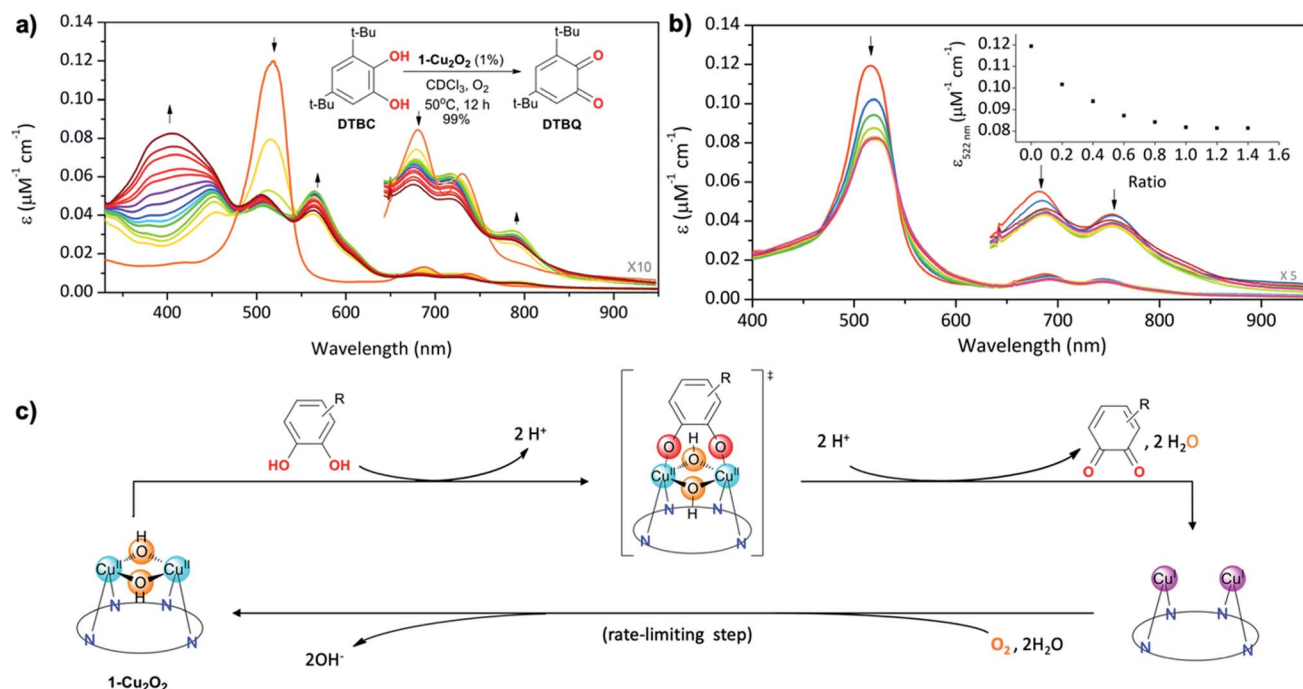 a)
0.14
0.12
0.10
0.08
0.06
0.04
0.02
0.00
ε (μM⁻¹ cm⁻¹)
400
500
600
700
800
900
Wavelength (nm)
t-Bu
OH
t-Bu
OH
DTBC
1-Cu₂O₂ (1%)
CDCl₃, O₂
50°C, 12 h
99%
t-Bu
O
t-Bu
O
DTBQ
X10
b)
0.14
0.12
0.10
0.08
0.06
0.04
0.02
0.00
ε (μM⁻¹ cm⁻¹)
400
500
600
700
800
900
Wavelength (nm)
ε₅₂₂ ₙₘ (μM⁻¹ cm⁻¹)
0.12
0.11
0.10
0.09
0.08
0.0 0.2 0.4 0.6 0.8 1.0 1.2 1.4 1.6
Ratio
X 5
c)
R
HO OH
2 H⁺
‡
R
O O
H
O
Cuᴵᴵ Cuᴵᴵ
O
H
N N
N N
2 H⁺
R
O O
, 2 H₂O
H
O
Cuᴵᴵ Cuᴵᴵ
O
H
N N
N N
1-Cu₂O₂
2OH⁻
(rate-limiting step)
O₂ , 2H₂O
Cuᴵ Cuᴵ
N N
N N